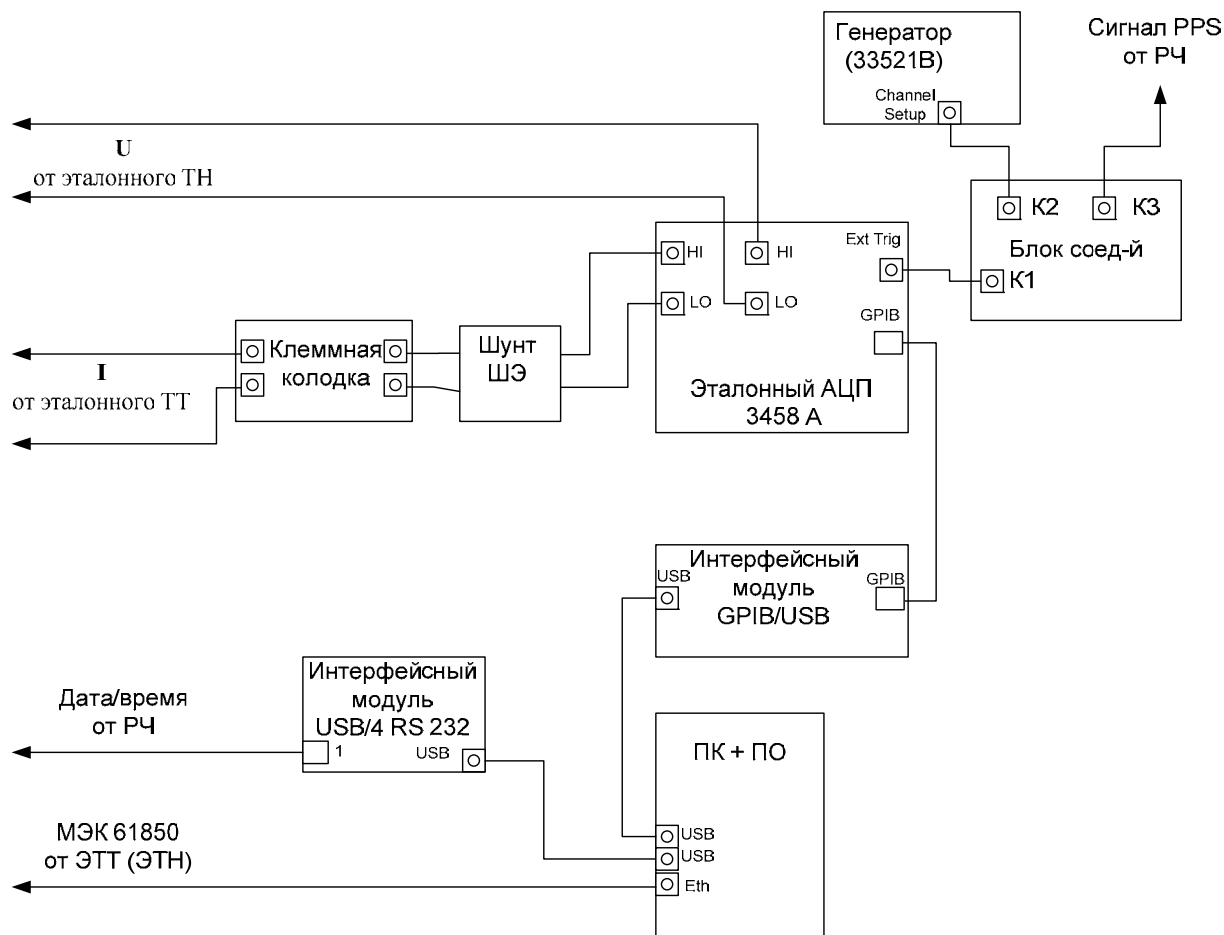 Генератор
(33521B)
Channel
Setup
Сигнал PPS
от РЧ
U
от эталонного ТН
К2
К3
Блок соед-й
К1
HI
HI
Ext Trig
LO
LO
GPIB
Эталонный АЦП
3458 А
Клеммная
колодка
Шунт
ШЭ
I
от эталонного ТТ
Интерфейсный
модуль
GPIB/USB
USB
GPIB
Интерфейсный
модуль
USB/4 RS 232
1
USB
Дата/время
от РЧ
ПК + ПО
USB
USB
Eth
МЭК 61850
от ЭТТ (ЭТН)